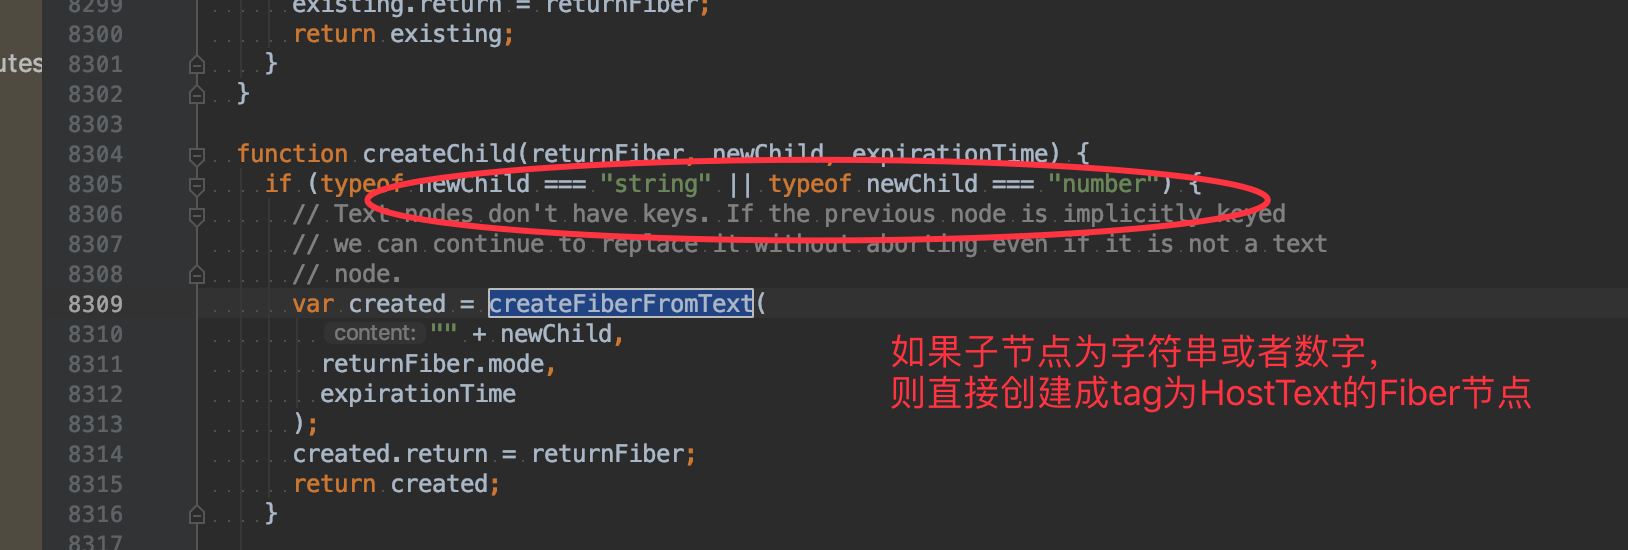 8299 existing.return = returnFiber;
8300 return existing;
utes 8301 }
8302 }
8303
8304 function createChild(returnFiber, newChild, expirationTime) {
8305 if (typeof newChild === "string" || typeof newChild === "number") {
8306 // Text nodes don't have keys. If the previous node is implicitly keyed
8307 // we can continue to replace it without aborting even if it is not a text
8308 // node.
8309 var created = createFiberFromText(
8310 content: "" + newChild,
8311 returnFiber.mode,
8312 expirationTime
8313 );
8314 created.return = returnFiber;
8315 return created;
8316 }
8317
如果子节点为字符串或者数字,
则直接创建成tag为HostText的Fiber节点